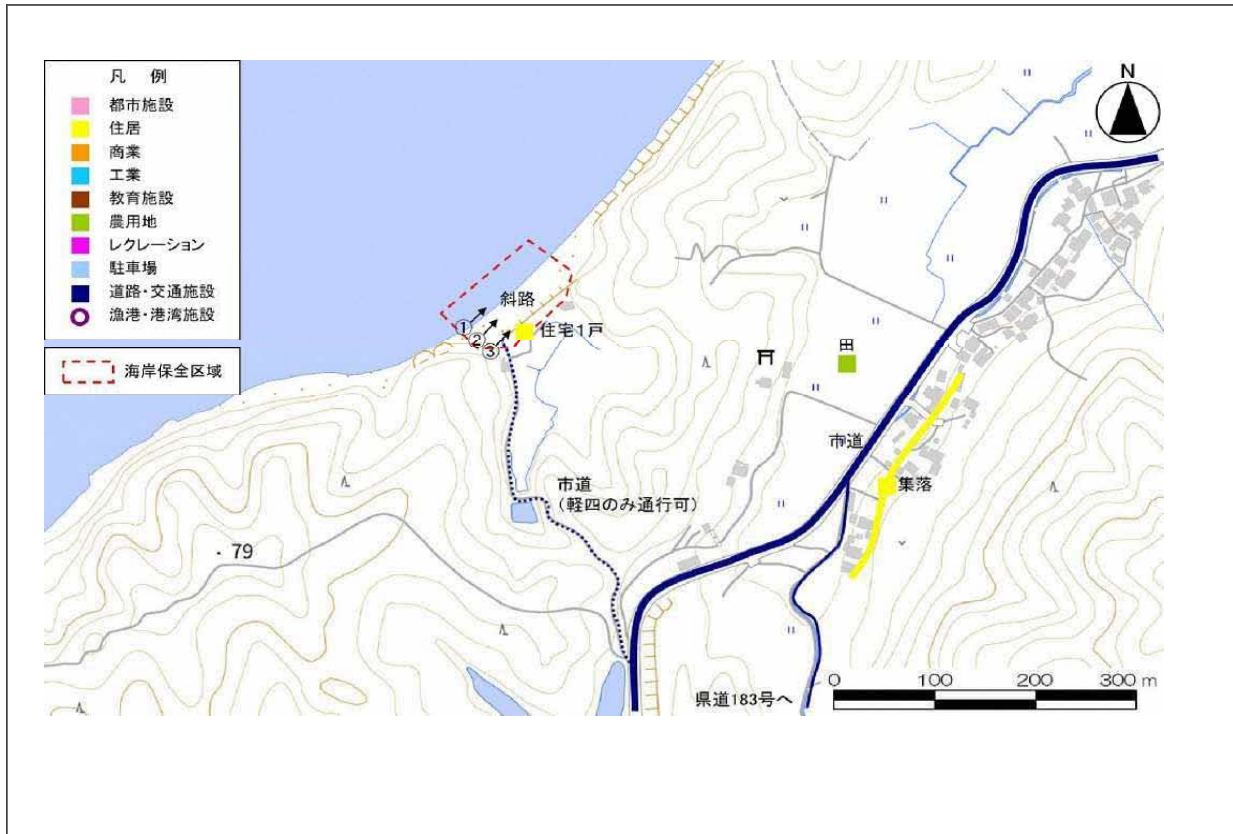 凡 例
都市施設
住居
商業
工業
教育施設
農用地
レクレーション
駐車場
道路・交通施設
漁港・港湾施設
海岸保全区域
N
斜路
①
②
③
住宅1戸
田
市道
集落
市道
(軽四のみ通行可)
79
県道183号へ
0 100 200 300 m